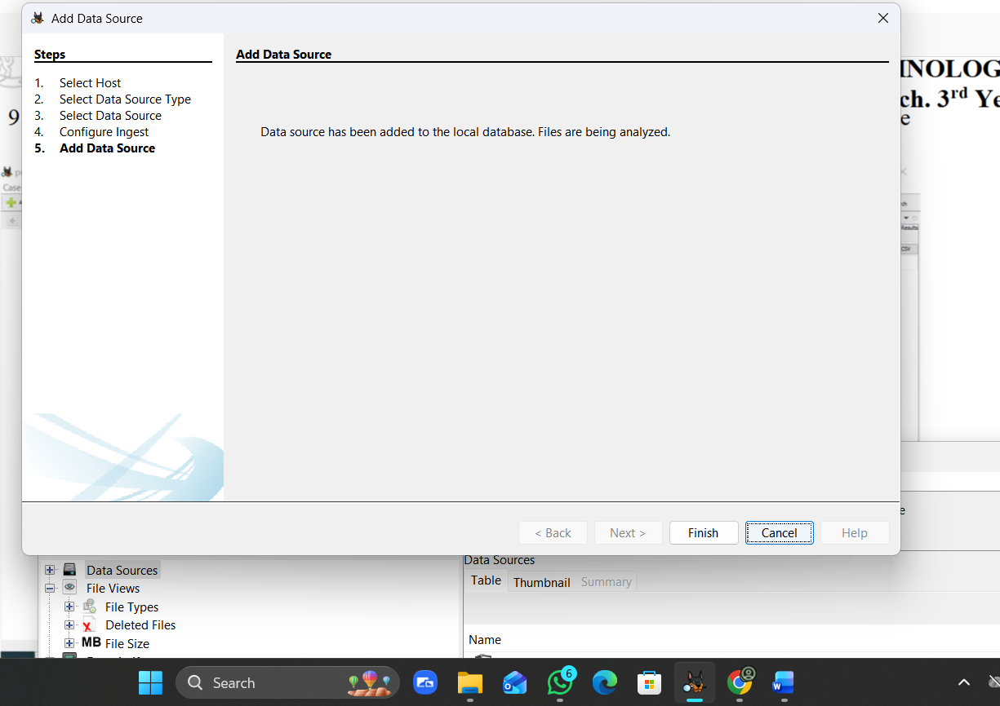 Add Data Source
Steps
1. Select Host
2. Select Data Source Type
3. Select Data Source
4. Configure Ingest
5. Add Data Source
Add Data Source
Data source has been added to the local database. Files are being analyzed.
< Back
Next >
Finish
Cancel
Help
9
Case
ch. 3rd Ye
e
CSV
e
Data Sources
File Views
File Types
Deleted Files
MB File Size
Data Sources
Table
Thumbnail
Summary
Name
Search
6